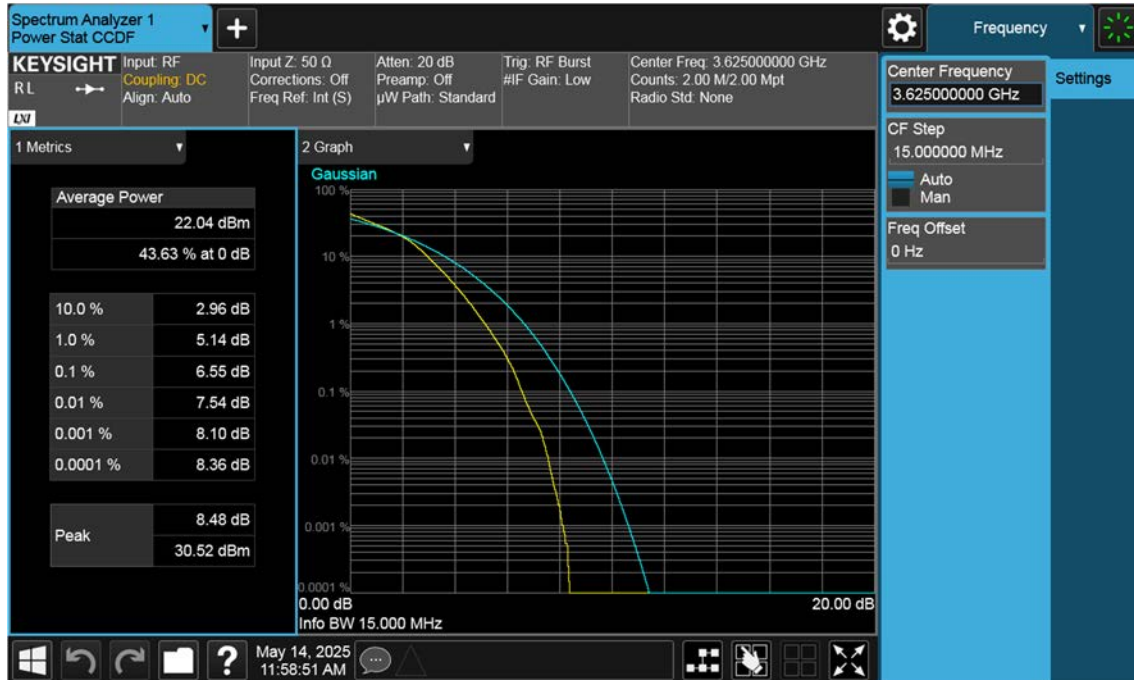 Spectrum Analyzer 1
Power Stat CCDF
Frequency
KEYSIGHT
RL
LXI
Input: RF
Coupling: DC
Align: Auto
Input Z: 50 Ω
Corrections: Off
Freq Ref: Int (S)
Atten: 20 dB
Preamp: Off
µW Path: Standard
Trig: RF Burst
#IF Gain: Low
Center Freq: 3.625000000 GHz
Counts: 2.00 M/2.00 Mpt
Radio Std: None
Center Frequency
3.625000000 GHz
Settings
CF Step
15.000000 MHz
Auto
Man
Freq Offset
0 Hz
1 Metrics
Average Power
22.04 dBm
43.63 % at 0 dB
10.0 % 2.96 dB
1.0 % 5.14 dB
0.1 % 6.55 dB
0.01 % 7.54 dB
0.001 % 8.10 dB
0.0001 % 8.36 dB
Peak
8.48 dB
30.52 dBm
2 Graph
Gaussian
100 %
10 %
1 %
0.1 %
0.01 %
0.001 %
0.0001 %
0.00 dB 20.00 dB
Info BW 15.000 MHz
?
May 14, 2025
11:58:51 AM